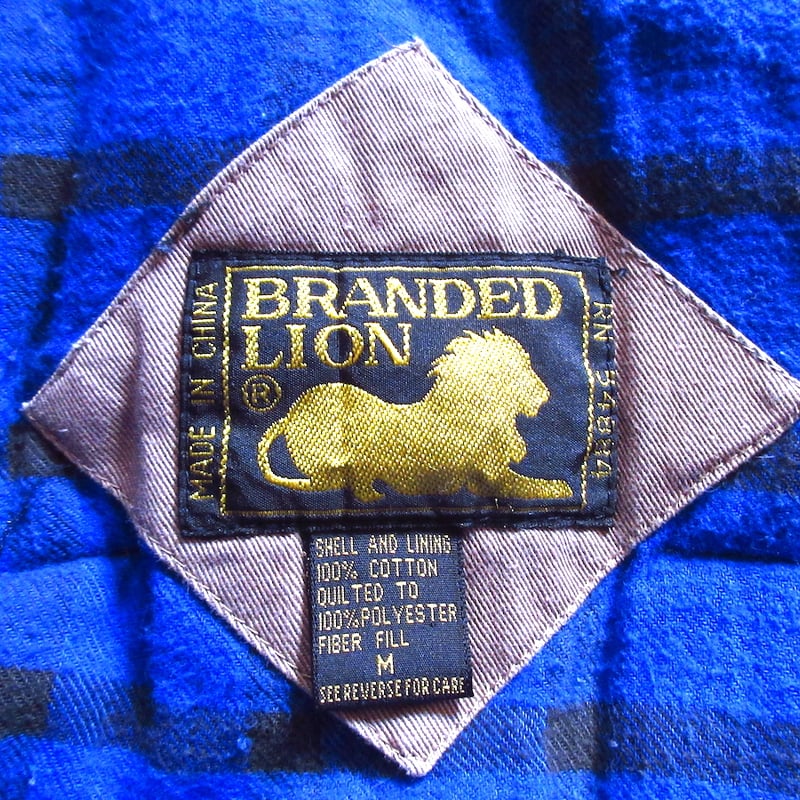 BRANDED
LION
®
MADE IN CHINA
SHELL AND LINING
100% COTTON
QUILTED TO
100%POLYESTER
FIBER FILL
M
SEE REVERSE FOR CARE
RN